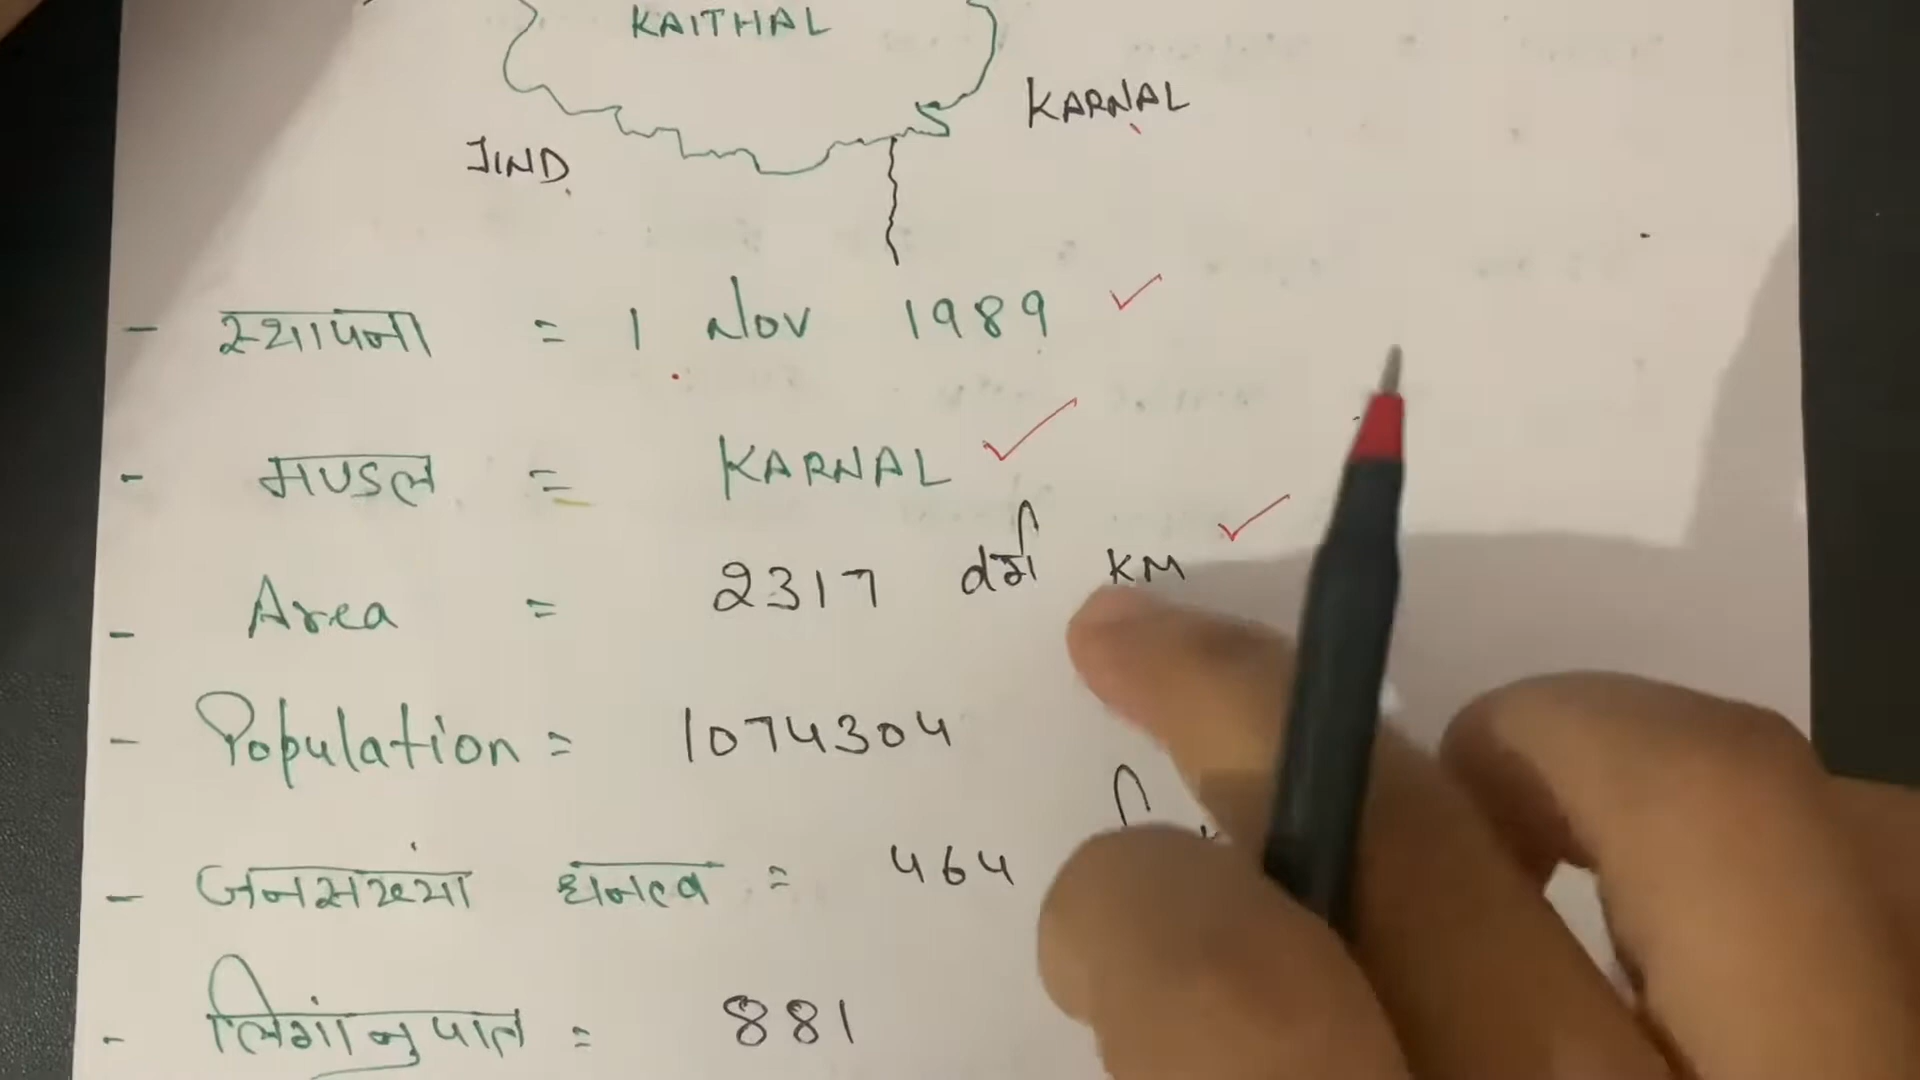 KAITHAL
KARNAL
JIND
- स्थापना = 1 Nov 1989
- मण्डल = KARNAL
- Area = 2317 वर्ग KM
- Population = 1074304
- जनसंख्या घनत्व = 464
- लिंगानुपात = 881